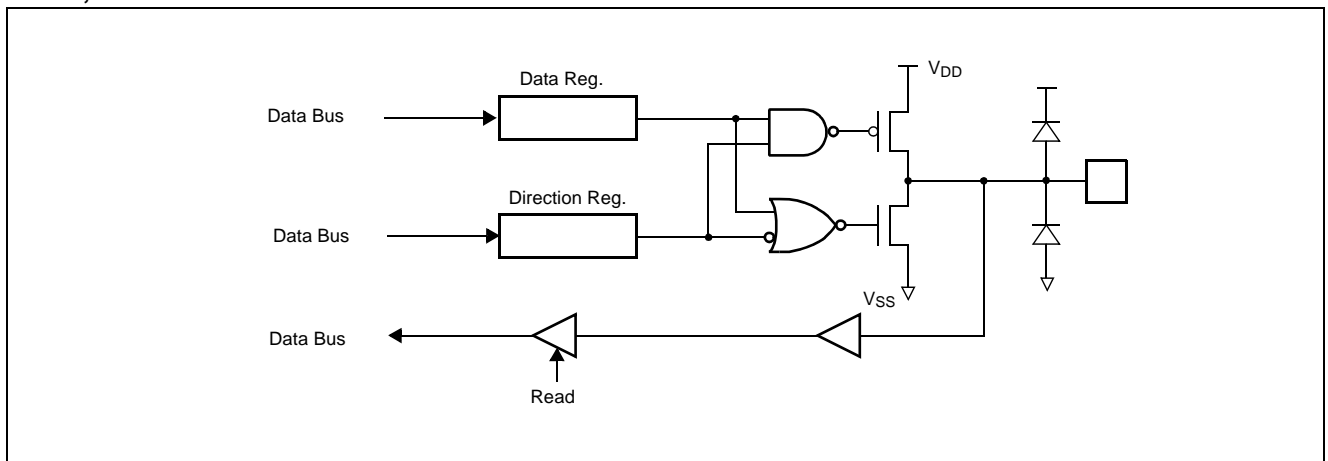 Data Reg.
VDD
Data Bus
Direction Reg.
Data Bus
VSS
Data Bus
Read